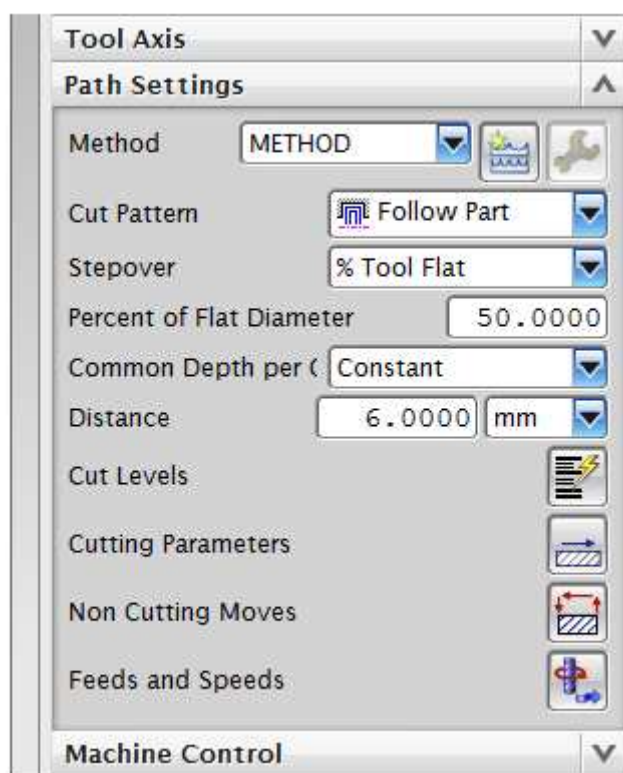 Tool Axis
Path Settings
Method METHOD
Cut Pattern Follow Part
Stepover % Tool Flat
Percent of Flat Diameter 50.0000
Common Depth per ( Constant
Distance 6.0000 mm
Cut Levels
Cutting Parameters
Non Cutting Moves
Feeds and Speeds
Machine Control